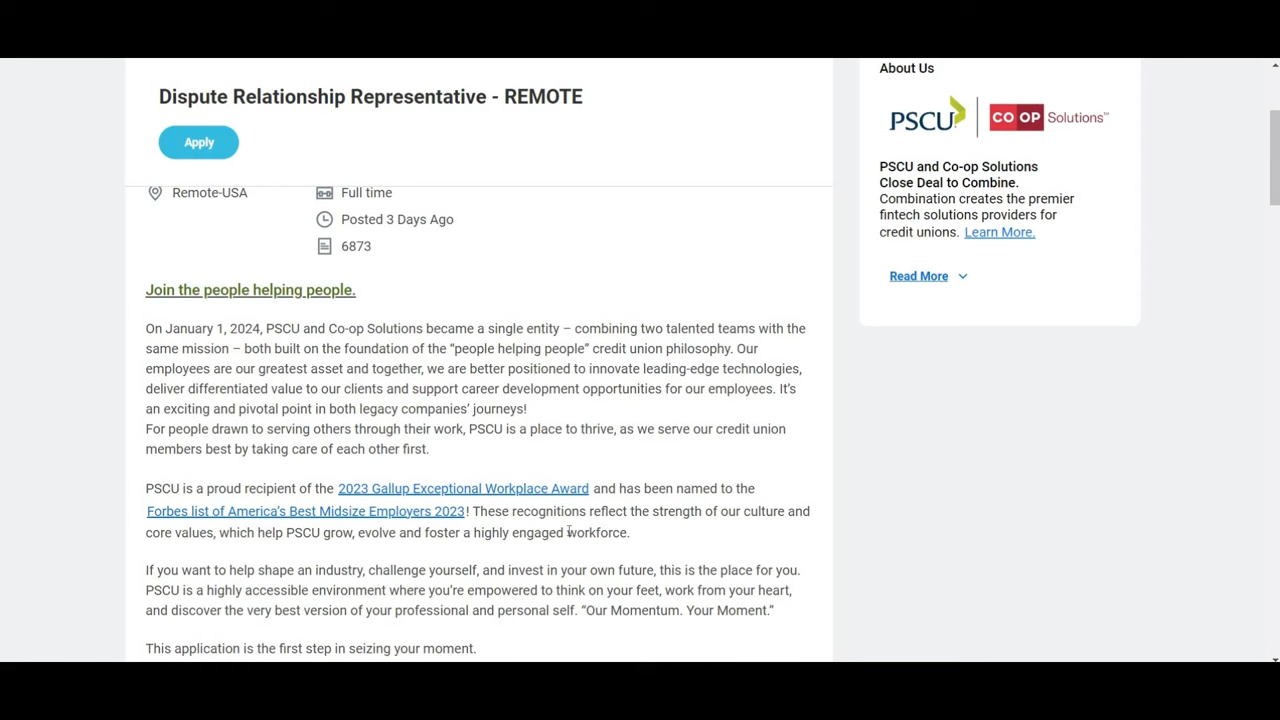 Dispute Relationship Representative - REMOTE
Apply
Remote-USA
Full time
Posted 3 Days Ago
6873
Join the people helping people.
On January 1, 2024, PSCU and Co-op Solutions became a single entity – combining two talented teams with the
same mission – both built on the foundation of the “people helping people” credit union philosophy. Our
employees are our greatest asset and together, we are better positioned to innovate leading-edge technologies,
deliver differentiated value to our clients and support career development opportunities for our employees. It’s
an exciting and pivotal point in both legacy companies’ journeys!
For people drawn to serving others through their work, PSCU is a place to thrive, as we serve our credit union
members best by taking care of each other first.
PSCU is a proud recipient of the 2023 Gallup Exceptional Workplace Award and has been named to the
Forbes list of America’s Best Midsize Employers 2023! These recognitions reflect the strength of our culture and
core values, which help PSCU grow, evolve and foster a highly engaged workforce.
If you want to help shape an industry, challenge yourself, and invest in your own future, this is the place for you.
PSCU is a highly accessible environment where you’re empowered to think on your feet, work from your heart,
and discover the very best version of your professional and personal self. “Our Momentum. Your Moment.”
This application is the first step in seizing your moment.
About Us
PSCU CO OP Solutions℠
PSCU and Co-op Solutions
Close Deal to Combine.
Combination creates the premier
fintech solutions providers for
credit unions. Learn More.
Read More